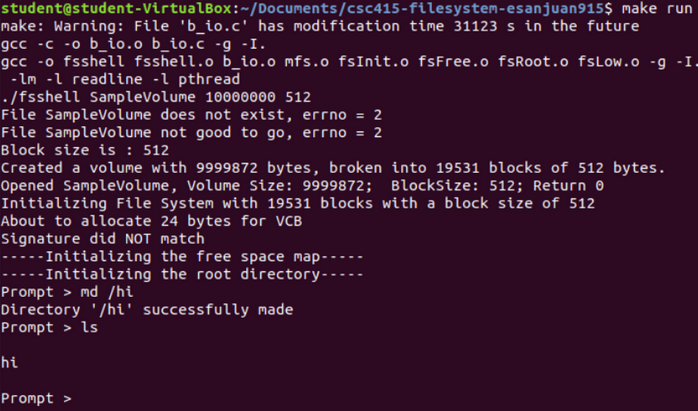 student@student-VirtualBox:~/Documents/csc415-filesystem-esanjuan915$ make run
make: Warning: File 'b_io.c' has modification time 31123 s in the future
gcc -c -o b_io.o b_io.c -g -I.
gcc -o fsshell fsshell.o b_io.o mfs.o fsInit.o fsFree.o fsRoot.o fsLow.o -g -I.
 -lm -l readline -l pthread
./fsshell SampleVolume 10000000 512
File SampleVolume does not exist, errno = 2
File SampleVolume not good to go, errno = 2
Block size is : 512
Created a volume with 9999872 bytes, broken into 19531 blocks of 512 bytes.
Opened SampleVolume, Volume Size: 9999872;  BlockSize: 512; Return 0
Initializing File System with 19531 blocks with a block size of 512
About to allocate 24 bytes for VCB
Signature did NOT match
-----Initializing the free space map-----
-----Initializing the root directory-----
Prompt > md /hi
Directory '/hi' successfully made
Prompt > ls
hi
Prompt >